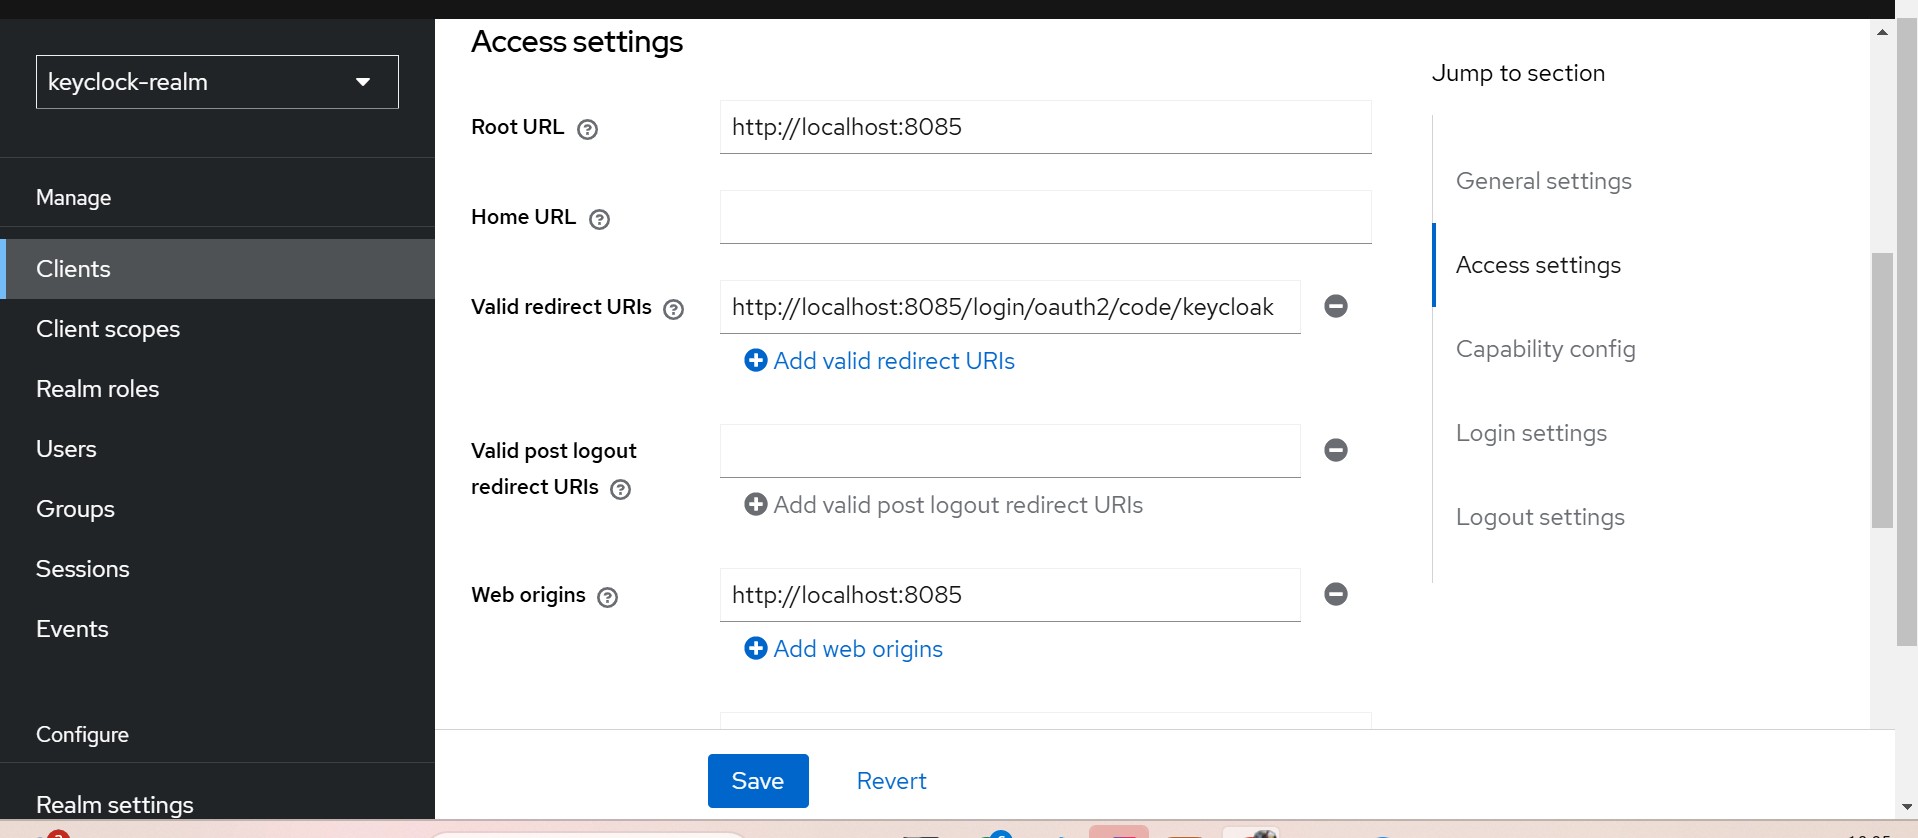 keyclock-realm
Manage
Clients
Client scopes
Realm roles
Users
Groups
Sessions
Events
Configure
Realm settings
Access settings
Root URL
http://localhost:8085
Home URL
Valid redirect URIs
http://localhost:8085/login/oauth2/code/keycloak
Add valid redirect URIs
Valid post logout
redirect URIs
Add valid post logout redirect URIs
Web origins
http://localhost:8085
Add web origins
Save
Revert
Jump to section
General settings
Access settings
Capability config
Login settings
Logout settings